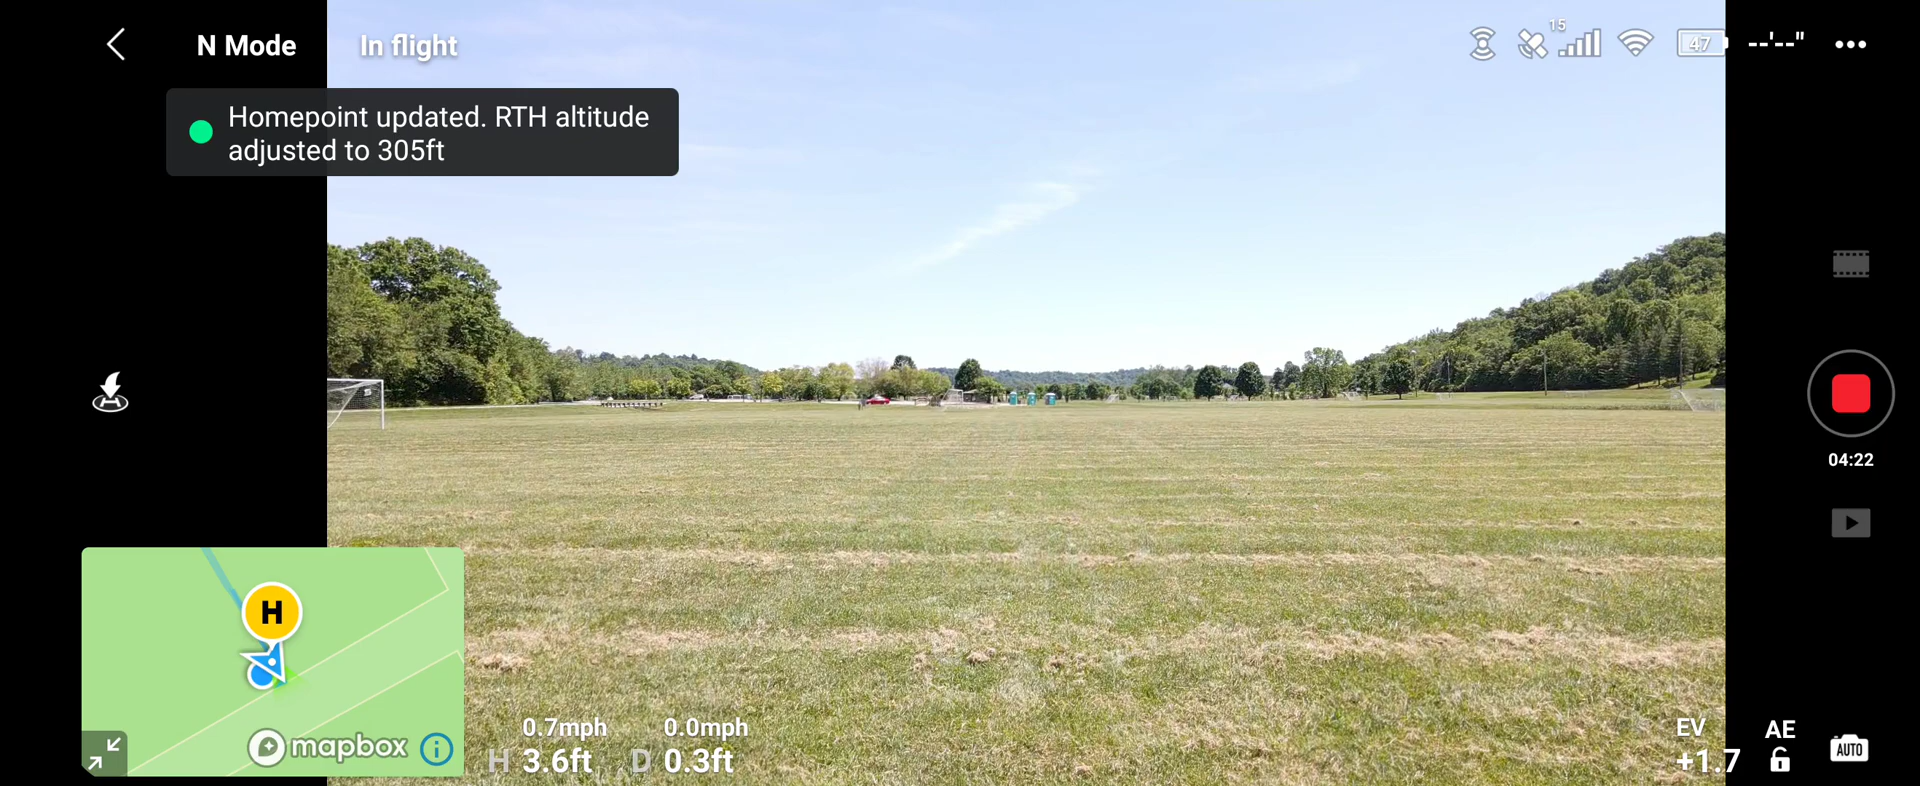 N Mode
In flight
15
47
--'--"
Homepoint updated. RTH altitude
adjusted to 305ft
04:22
H
mapbox
i
0.7mph
0.0mph
H 3.6ft
D 0.3ft
EV
+1.7
AE
AUTO